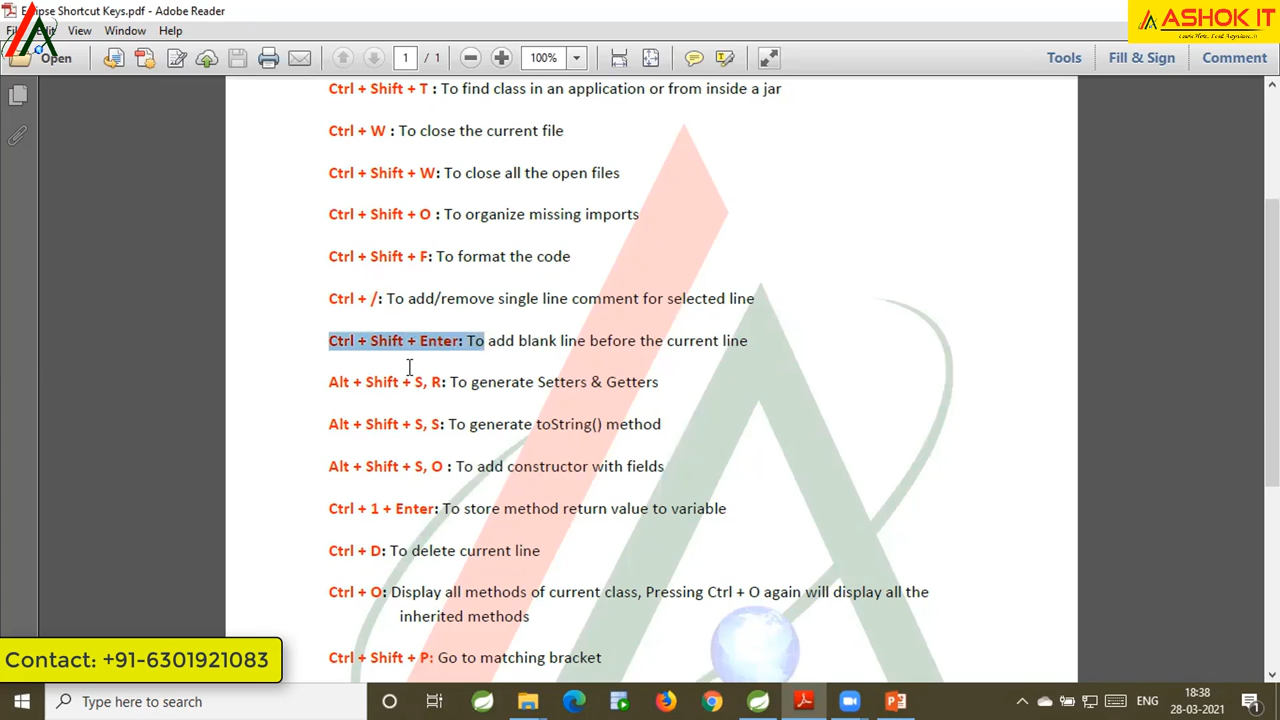 Eclipse Shortcut Keys.pdf - Adobe Reader
Edit View Window Help
Open 1 / 1 100% Tools Fill & Sign Comment
ASHOK IT
Ctrl + Shift + T : To find class in an application or from inside a jar
Ctrl + W : To close the current file
Ctrl + Shift + W: To close all the open files
Ctrl + Shift + O : To organize missing imports
Ctrl + Shift + F: To format the code
Ctrl + /: To add/remove single line comment for selected line
Ctrl + Shift + Enter: To add blank line before the current line
Alt + Shift + S, R: To generate Setters & Getters
Alt + Shift + S, S: To generate toString() method
Alt + Shift + S, O : To add constructor with fields
Ctrl + 1 + Enter: To store method return value to variable
Ctrl + D: To delete current line
Ctrl + O: Display all methods of current class, Pressing Ctrl + O again will display all the
inherited methods
Ctrl + Shift + P: Go to matching bracket
Contact: +91-6301921083
Type here to search
ENG
18:38
28-03-2021